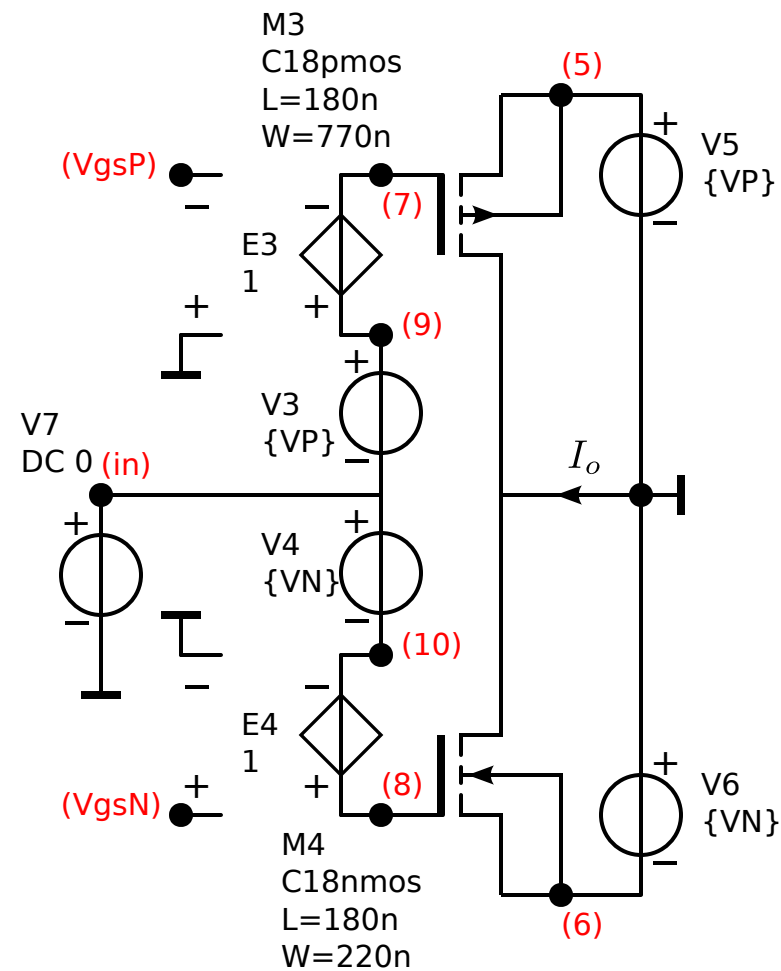 M3
C18pmos
L=180n
W=770n
(5)
(VgsP)
+
V5
{VP}
−
−
−
(7)
E3
1
+
+
(9)
+
V3
{VP}
−
V7
DC 0
(in)
I_o
+
+
V4
{VN}
−
−
(10)
−
−
E4
1
(VgsN)
+
+
(8)
+
V6
{VN}
−
M4
C18nmos
L=180n
W=220n
(6)